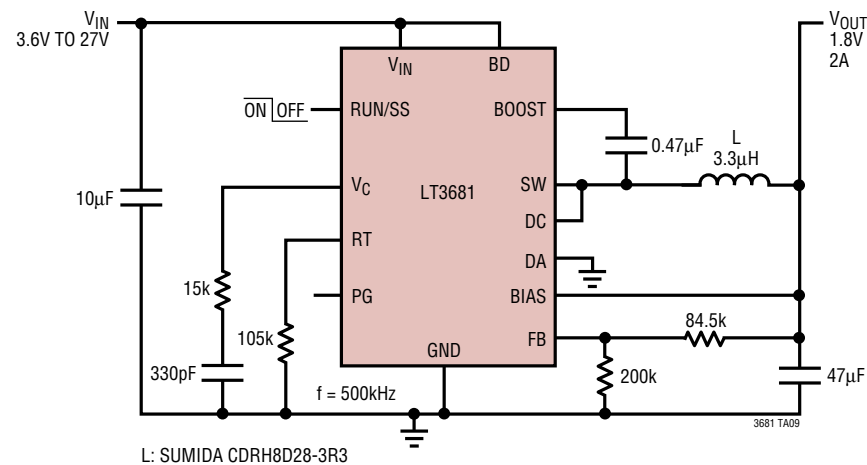 VIN
3.6V TO 27V
VOUT
1.8V
2A
VIN
BD
ON OFF
RUN/SS
BOOST
0.47µF
L
3.3µH
VC
LT3681
SW
10µF
DC
RT
DA
15k
PG
BIAS
105k
84.5k
FB
GND
330pF
f = 500kHz
200k
47µF
3681 TA09
L: SUMIDA CDRH8D28-3R3